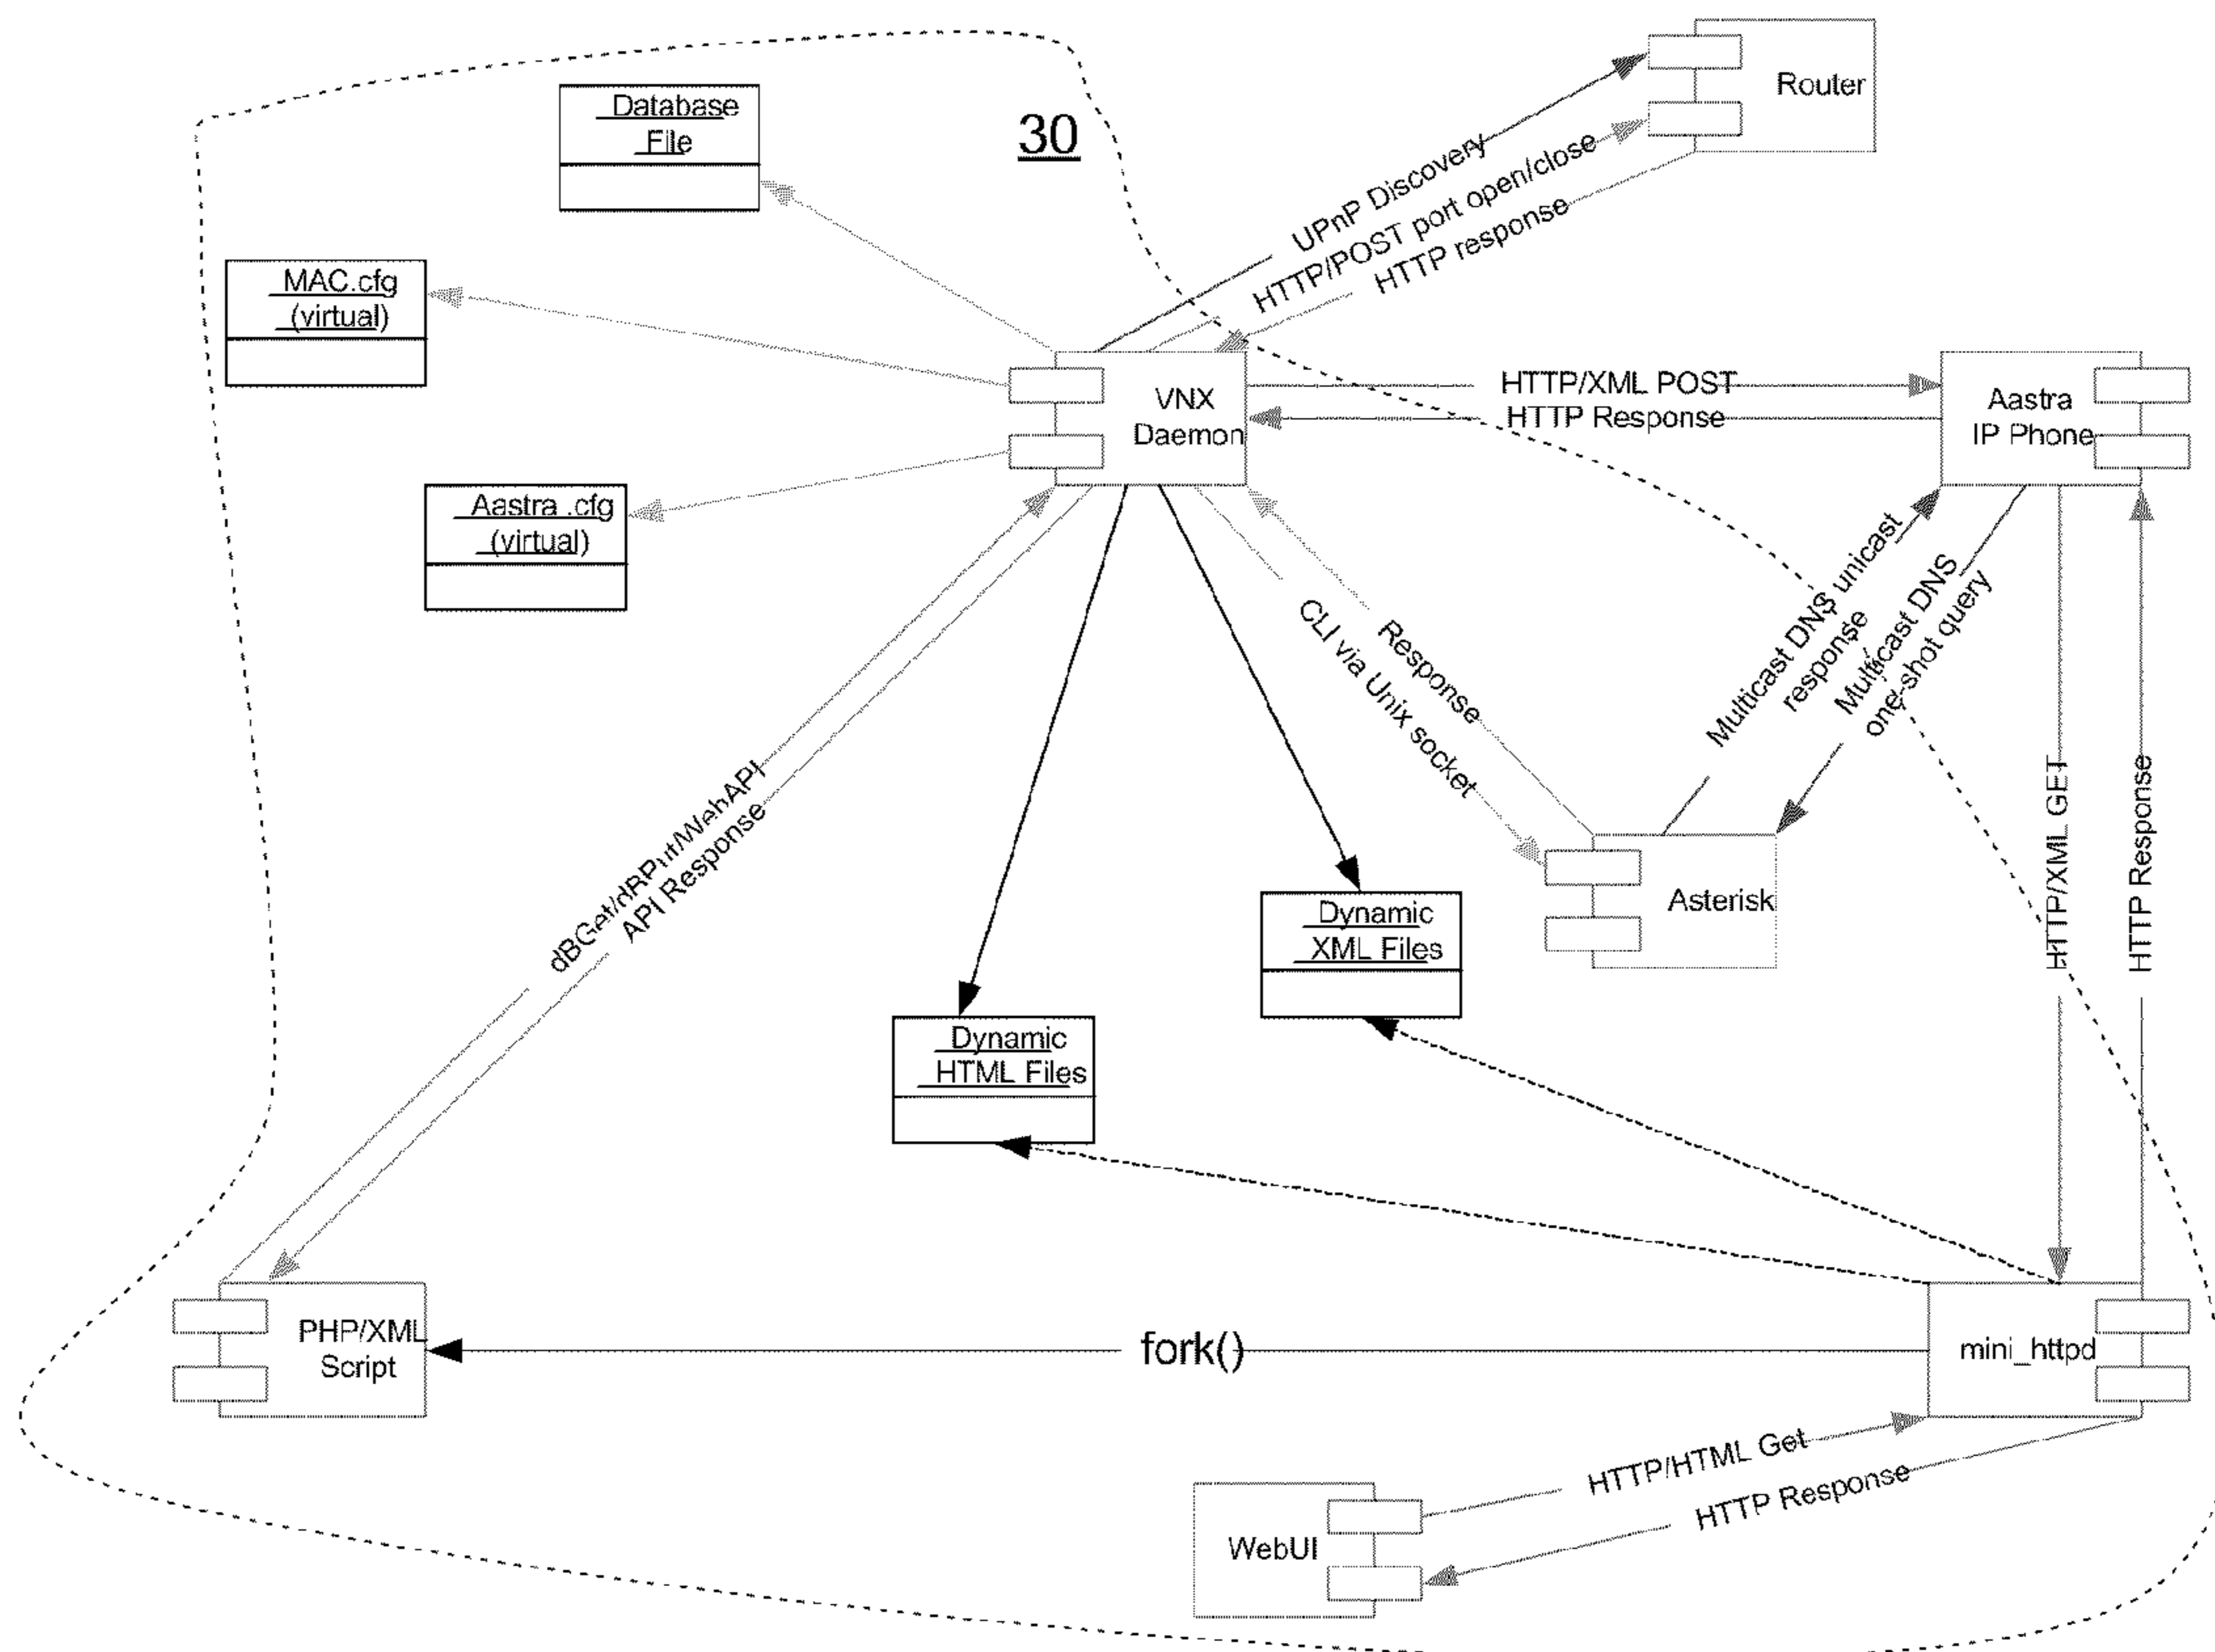 Router
Database
File
30
UPnP Discovery
HTTP/POST port open/close
HTTP response
MAC.cfg
(virtual)
VNX
Daemon
HTTP/XML POST
HTTP Response
Aastra
IP Phone
Aastra .cfg
(virtual)
Multicast DNS unicast
response
Multicast DNS
one-shot query
CLI via Unix socket
Response
dBGet/dBPut/WebAPI
API Response
HTTP/XML GET
HTTP Response
Asterisk
Dynamic
XML Files
Dynamic
HTML Files
PHP/XML
Script
fork()
mini_httpd
HTTP/HTML Get
HTTP Response
WebUI